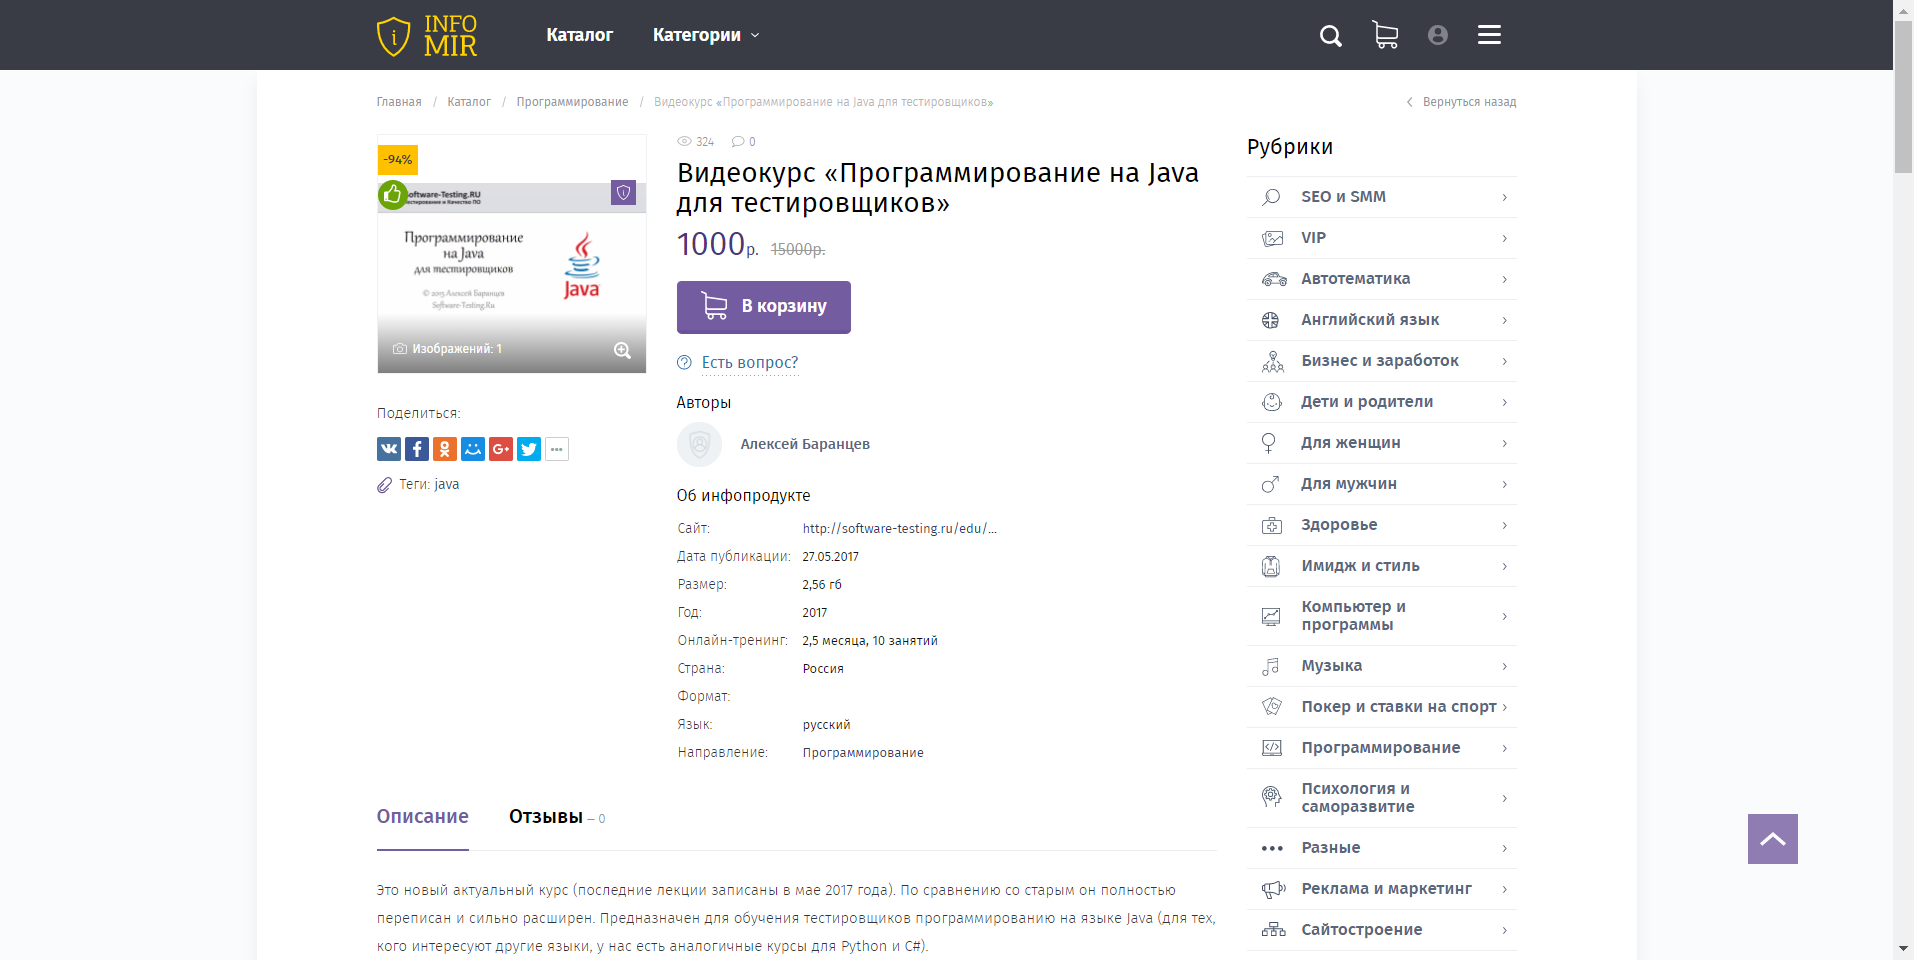 INFO
MIR
Каталог
Категории
Главная / Каталог / Программирование / Видеокурс «Программирование на Java для тестировщиков»
Вернуться назад
-94%
Software-Testing.RU
Тестирование и Качество ПО
Программирование
на Java
для тестировщиков
© 2015 Алексей Баранцев
Software-Testing.Ru
Java
Изображений: 1
Поделиться:
Теги: java
324 0
Видеокурс «Программирование на Java
для тестировщиков»
1000р. 15000р.
В корзину
Есть вопрос?
Авторы
Алексей Баранцев
Об инфопродукте
Сайт: http://software-testing.ru/edu/...
Дата публикации: 27.05.2017
Размер: 2,56 гб
Год: 2017
Онлайн-тренинг: 2,5 месяца, 10 занятий
Страна: Россия
Формат:
Язык: русский
Направление: Программирование
Описание
Отзывы – 0
Это новый актуальный курс (последние лекции записаны в мае 2017 года). По сравнению со старым он полностью
переписан и сильно расширен. Предназначен для обучения тестировщиков программированию на языке Java (для тех,
кого интересуют другие языки, у нас есть аналогичные курсы для Python и C#).
Рубрики
SEO и SMM
VIP
Автотематика
Английский язык
Бизнес и заработок
Дети и родители
Для женщин
Для мужчин
Здоровье
Имидж и стиль
Компьютер и
программы
Музыка
Покер и ставки на спорт
Программирование
Психология и
саморазвитие
Разные
Реклама и маркетинг
Сайтостроение